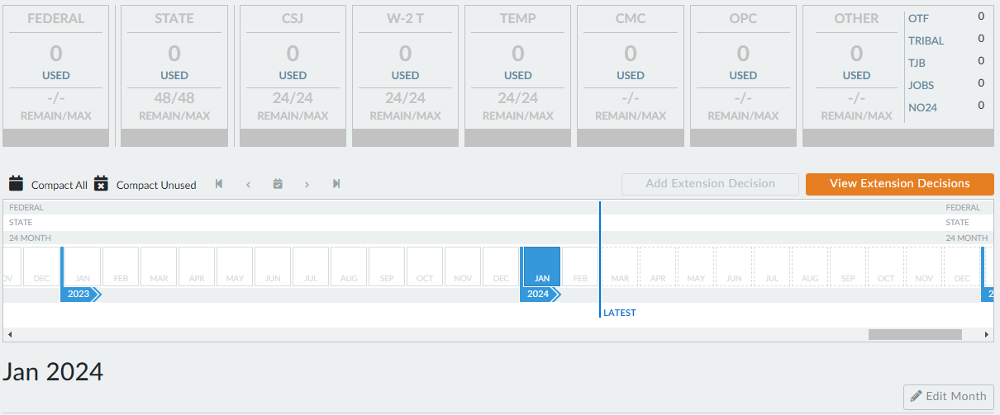 FEDERAL STATE CSJ W-2 T TEMP CMC OPC OTHER
0 0 0 0 0 0 0 0
USED USED USED USED USED USED USED USED
-/- 48/48 24/24 24/24 24/24 -/- -/- -/-
REMAIN/MAX REMAIN/MAX REMAIN/MAX REMAIN/MAX REMAIN/MAX REMAIN/MAX REMAIN/MAX REMAIN/MAX
OTF 0
TRIBAL 0
TJB 0
JOBS 0
NO24 0
Compact All Compact Unused Add Extension Decision View Extension Decisions
FEDERAL FEDERAL
STATE STATE
24 MONTH 24 MONTH
OV DEC JAN FEB MAR APR MAY JUN JUL AUG SEP OCT NOV DEC JAN FEB MAR APR MAY JUN JUL AUG SEP OCT NOV DEC
2023 2024 2
LATEST
Jan 2024
Edit Month